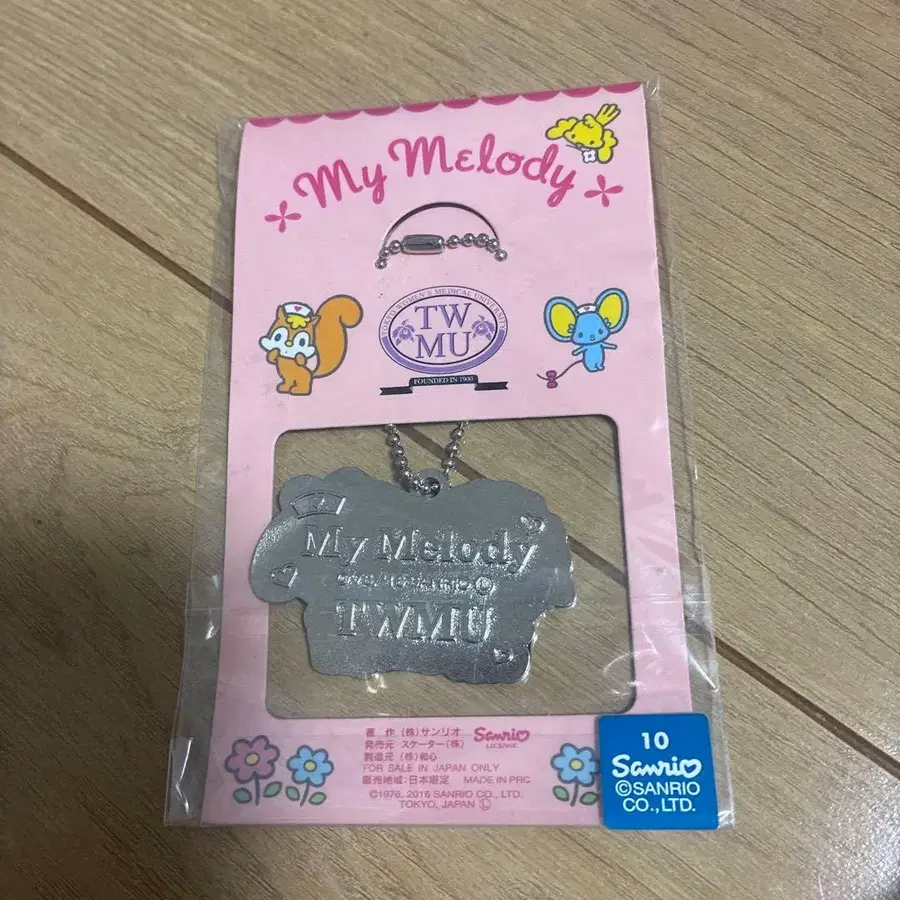 My Melody
TOKYO WOMEN'S MEDICAL UNIVERSITY
TW
MU
FOUNDED IN 1900
My Melody
TWMU
著 作 (株)サンリオ
発売元 スケーター(株)
製造元 (株)和心
Sanrio
LICENSE
FOR SALE IN JAPAN ONLY
販売地域:日本限定 MADE IN PRC
©1976, 2016 SANRIO CO., LTD.
TOKYO, JAPAN Ⓛ
10
Sanrio
©SANRIO
CO.,LTD.